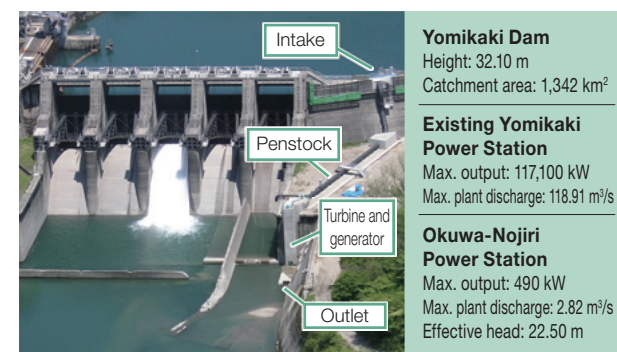 Intake
Penstock
Turbine and
generator
Outlet
Yomikaki Dam
Height: 32.10 m
Catchment area: 1,342 km²
Existing Yomikaki
Power Station
Max. output: 117,100 kW
Max. plant discharge: 118.91 m³/s
Okuwa-Nojiri
Power Station
Max. output: 490 kW
Max. plant discharge: 2.82 m³/s
Effective head: 22.50 m